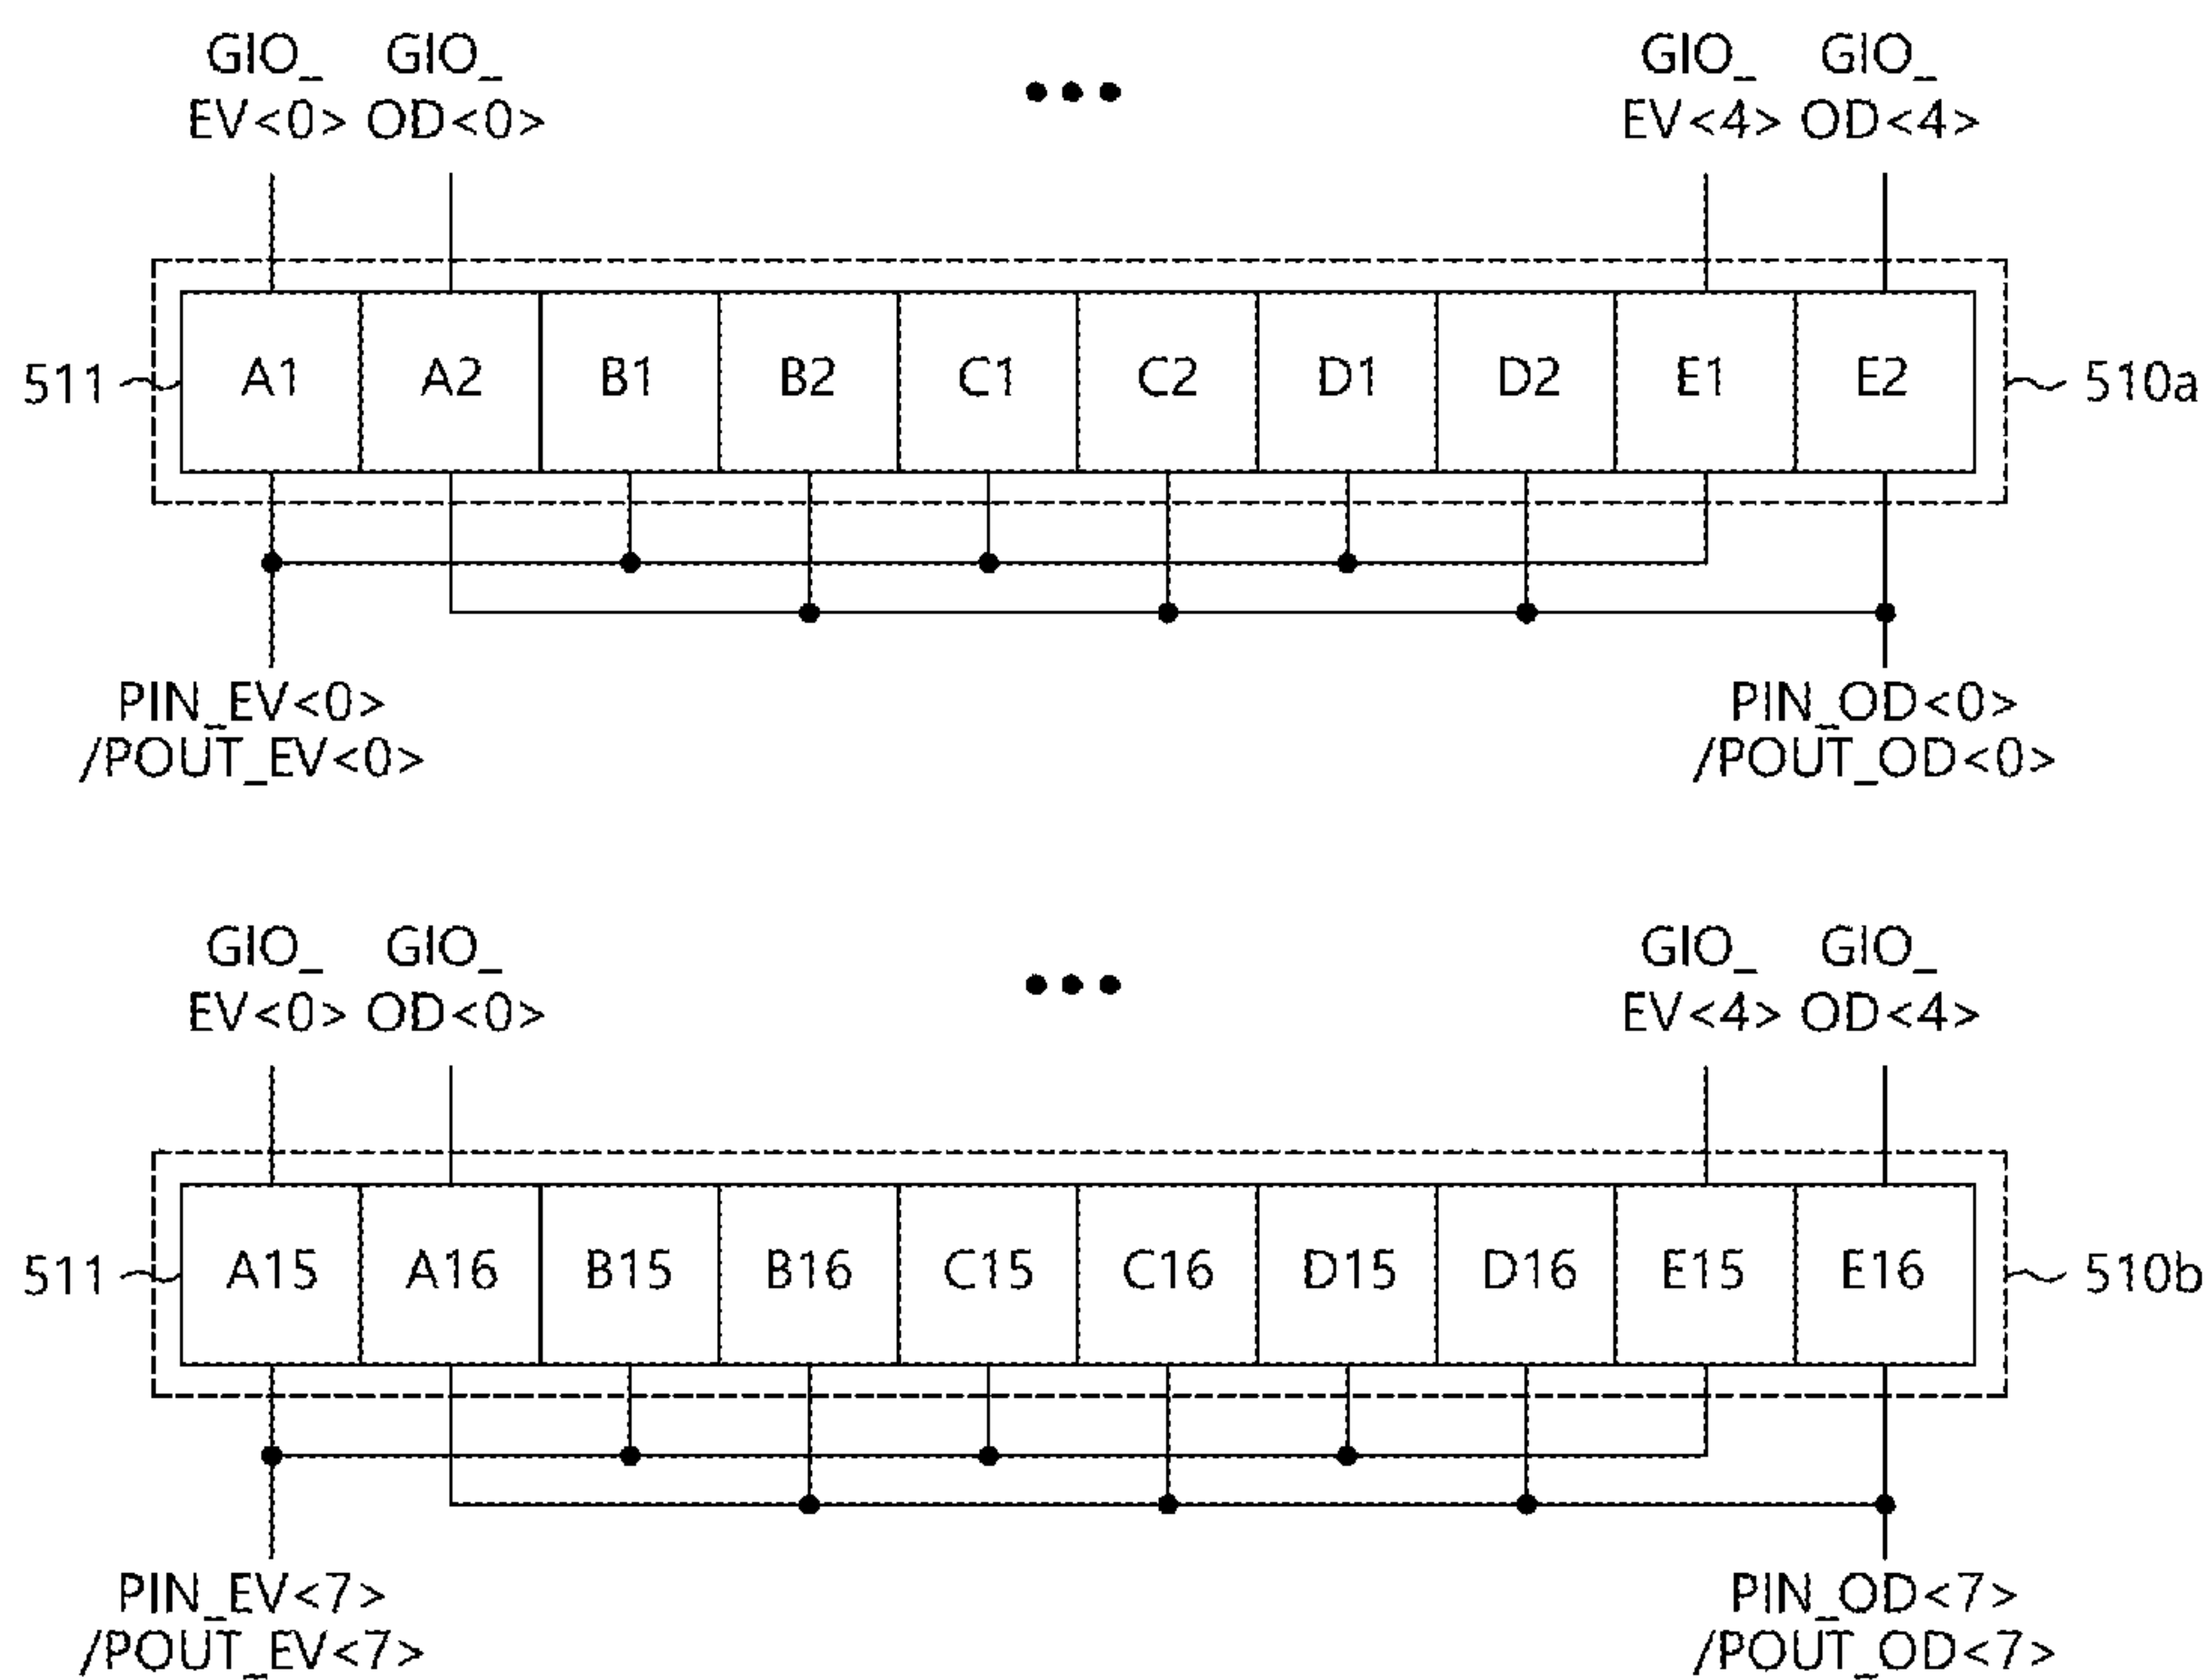 GIO_ GIO_ GIO_ GIO_
EV<0> OD<0> ••• EV<4> OD<4>
511 A1 A2 B1 B2 C1 C2 D1 D2 E1 E2 510a
PIN_EV<0> PIN_OD<0>
/POUT_EV<0> /POUT_OD<0>
GIO_ GIO_ GIO_ GIO_
EV<0> OD<0> ••• EV<4> OD<4>
511 A15 A16 B15 B16 C15 C16 D15 D16 E15 E16 510b
PIN_EV<7> PIN_OD<7>
/POUT_EV<7> /POUT_OD<7>